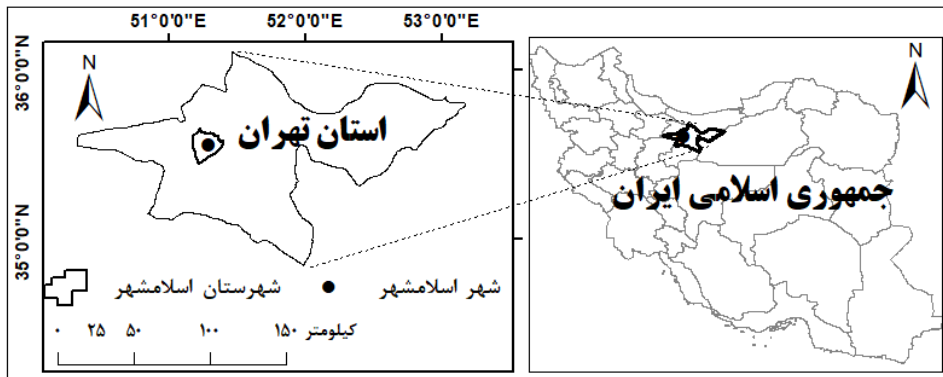 51°0'0"E 52°0'0"E 53°0'0"E
36°0'0"N
35°0'0"N
N
استان تهران
شهرستان اسلامشهر
شهر اسلامشهر
۰ ۲۵ ۵۰ ۱۰۰ ۱۵۰ کیلومتر
N
جمهوری اسلامی ایران